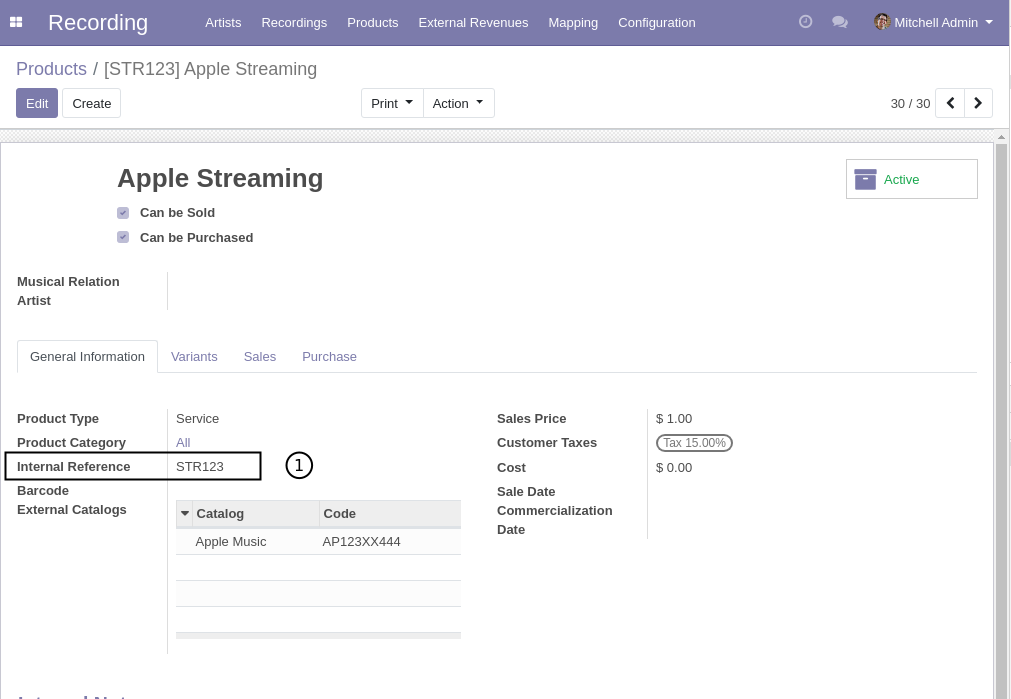 Recording Artists Recordings Products External Revenues Mapping Configuration Mitchell Admin
Products / [STR123] Apple Streaming
Edit Create Print Action 30 / 30
Apple Streaming
Active
Can be Sold
Can be Purchased
Musical Relation
Artist
General Information Variants Sales Purchase
Product Type Service
Product Category All
Internal Reference STR123 1
Barcode
External Catalogs
Catalog Code
Apple Music AP123XX444
Sales Price $ 1.00
Customer Taxes Tax 15.00%
Cost $ 0.00
Sale Date
Commercialization
Date